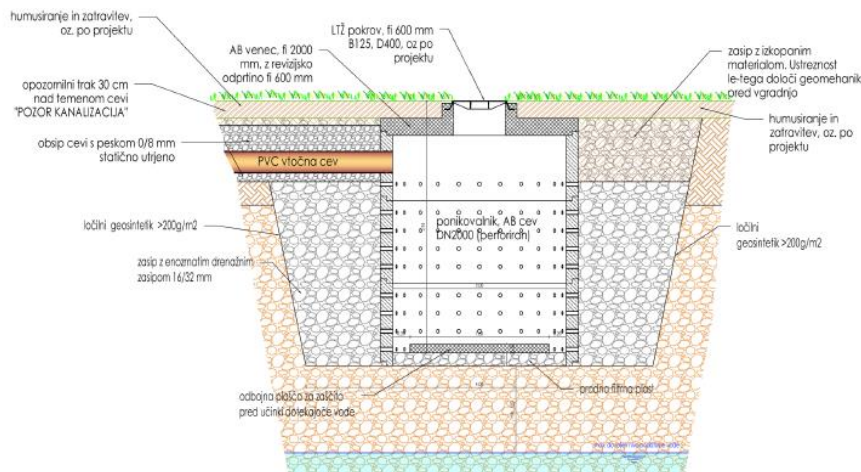 humusiranje in zatravitev,
oz. po projektu
AB venec, fi 2000
mm, z revizijsko
odprtino fi 600 mm
LTŽ pokrov, fi 600 mm
B125, D400, oz po
projektu
zasip z izkopanim
materialom. Ustreznost
le-tega določi geomehanik
pred vgradnjo
opozorilni trak 30 cm
nad temenom cevi
"POZOR KANALIZACIJA"
humusiranje in
zatravitev, oz. po
projektu
obsip cevi s peskom 0/8 mm
statično utrjeno
PVC vtočna cev
ponikovalnik, AB cev
DN2000 (perforirah)
ločilni geosintetik >200g/m2
ločilni
geosintetik >200g/m2
zasip z enozrnatim drenažnim
zasipom 16/32 mm
odbojna plošča za zaščito
pred učinki dotekajoče vode
prodna filtrna plast